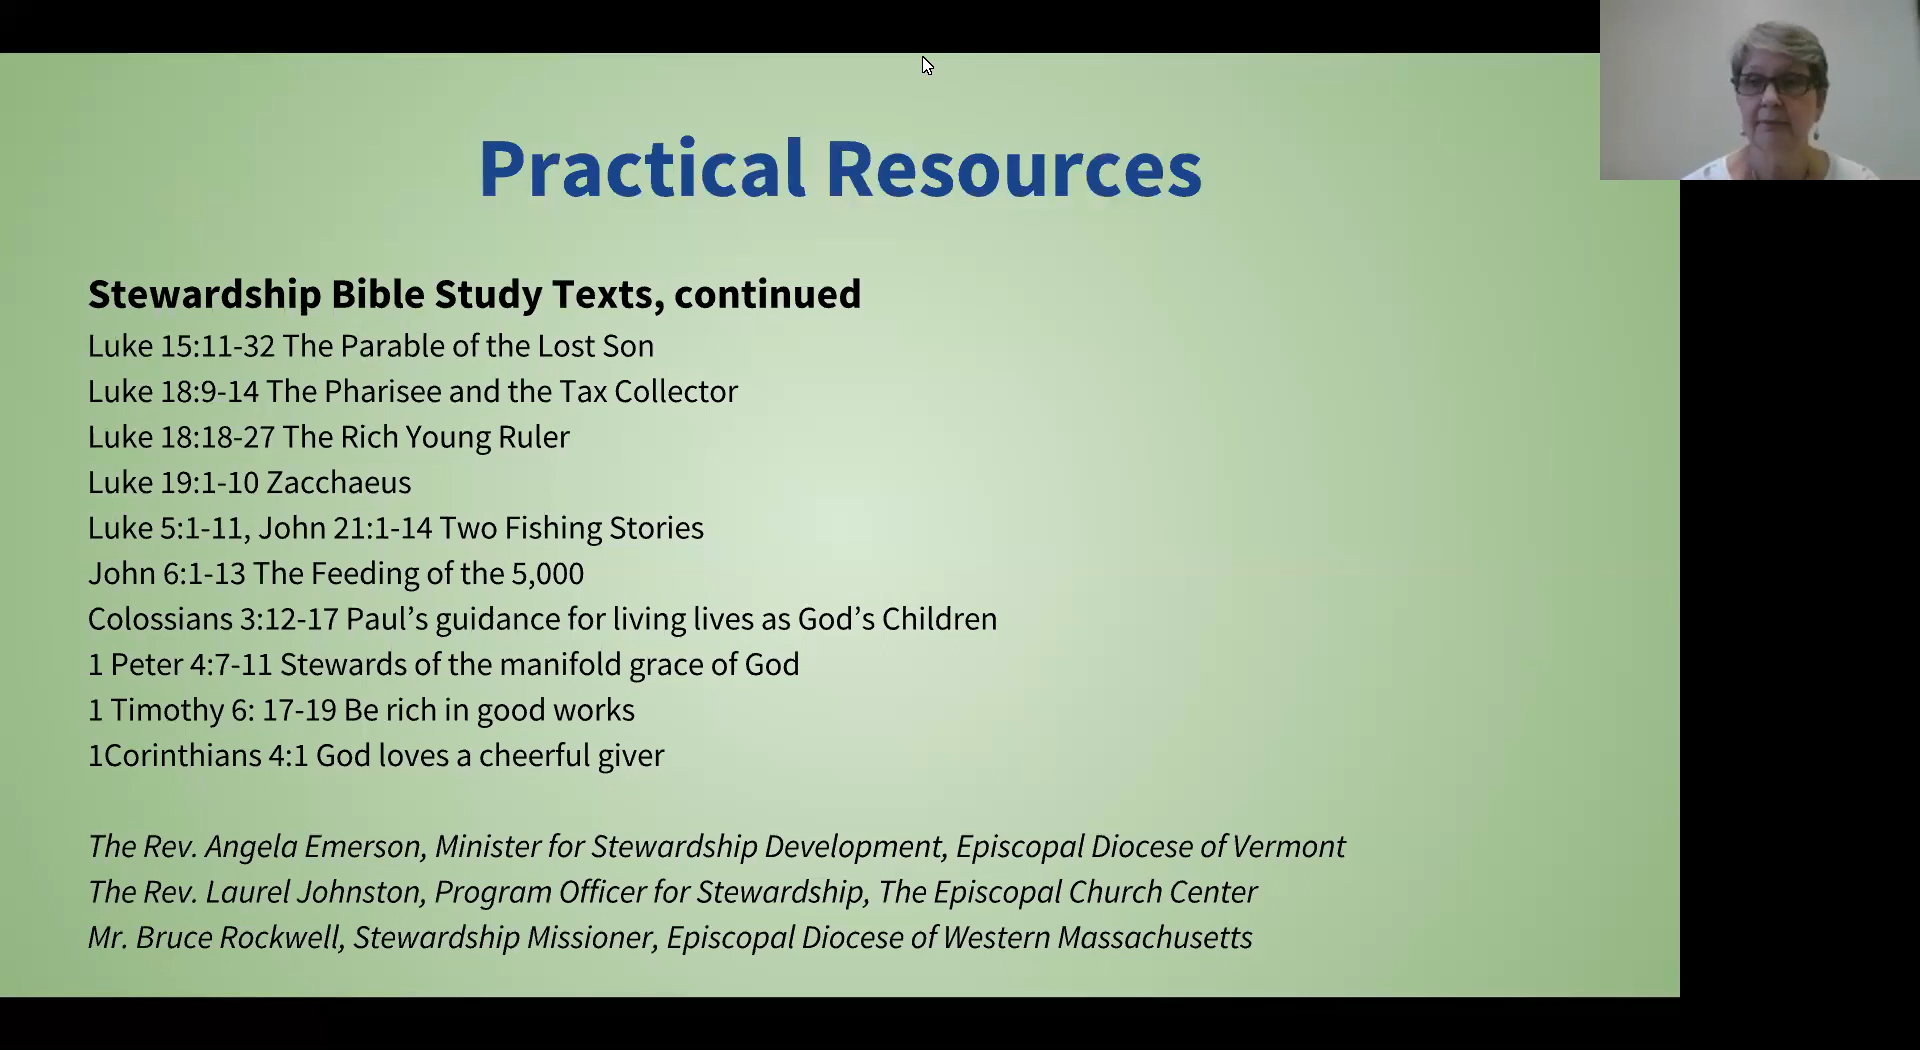 Practical Resources
Stewardship Bible Study Texts, continued
Luke 15:11-32 The Parable of the Lost Son
Luke 18:9-14 The Pharisee and the Tax Collector
Luke 18:18-27 The Rich Young Ruler
Luke 19:1-10 Zacchaeus
Luke 5:1-11, John 21:1-14 Two Fishing Stories
John 6:1-13 The Feeding of the 5,000
Colossians 3:12-17 Paul’s guidance for living lives as God’s Children
1 Peter 4:7-11 Stewards of the manifold grace of God
1 Timothy 6: 17-19 Be rich in good works
1Corinthians 4:1 God loves a cheerful giver
The Rev. Angela Emerson, Minister for Stewardship Development, Episcopal Diocese of Vermont
The Rev. Laurel Johnston, Program Officer for Stewardship, The Episcopal Church Center
Mr. Bruce Rockwell, Stewardship Missioner, Episcopal Diocese of Western Massachusetts